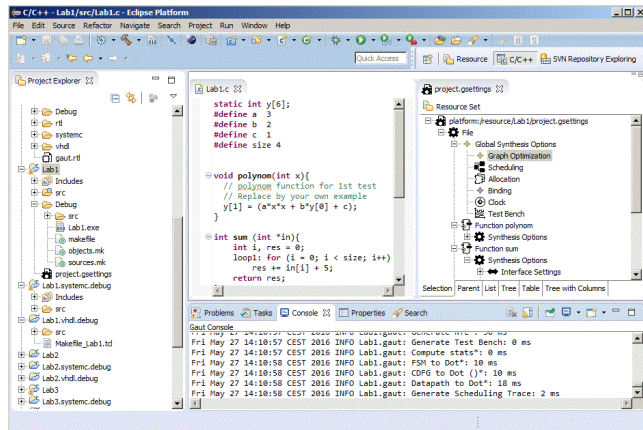 C/C++ - Lab1/src/Lab1.c - Eclipse Platform
File Edit Source Refactor Navigate Search Project Run Window Help
Quick Access
Resource
C/C++
SVN Repository Exploring
Project Explorer
Debug
rtl
systemc
vhdl
gaut.rtl
Lab1
Includes
src
Debug
src
Lab1.exe
makefile
objects.mk
sources.mk
project.gsettings
Lab1.systemc.debug
Includes
src
Lab1.vhdl.debug
src
Makefile_Lab1.tcl
Lab2
Lab2.systemc.debug
Lab2.vhdl.debug
Lab3
Lab3.systemc.debug
Lab1.c
static int y[6];
#define a 3
#define b 2
#define c 1
#define size 4
void polynom(int x){
// polynom function for 1st test
// Replace by your own example
y[1] = (a*x*x + b*y[0] + c);
}
int sum (int *in){
int i, res = 0;
loop1: for (i = 0; i < size; i++)
res += in[i] + 5;
return res;
project.gsettings
Resource Set
platform:/resource/Lab1/project.gsettings
File
Global Synthesis Options
Graph Optimization
Scheduling
Allocation
Binding
Clock
Test Bench
Function polynom
Synthesis Options
Function sum
Synthesis Options
Interface Settings
Selection Parent List Tree Table Tree with Columns
Problems Tasks Console Properties Search
Gaut Console
Fri May 27 14:10:57 CEST 2016 INFO Lab1.gaut: Generate Test Bench: 0 ms
Fri May 27 14:10:57 CEST 2016 INFO Lab1.gaut: Compute stats*: 0 ms
Fri May 27 14:10:58 CEST 2016 INFO Lab1.gaut: FSM to Dot*: 10 ms
Fri May 27 14:10:58 CEST 2016 INFO Lab1.gaut: CDFG to Dot ()*: 10 ms
Fri May 27 14:10:58 CEST 2016 INFO Lab1.gaut: Datapath to Dot*: 18 ms
Fri May 27 14:10:58 CEST 2016 INFO Lab1.gaut: Generate Scheduling Trace: 2 ms